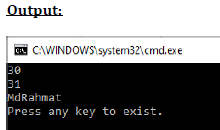 Output:
C:\WINDOWS\system32\cmd.exe
30
31
MdRahmat
Press any key to exist.